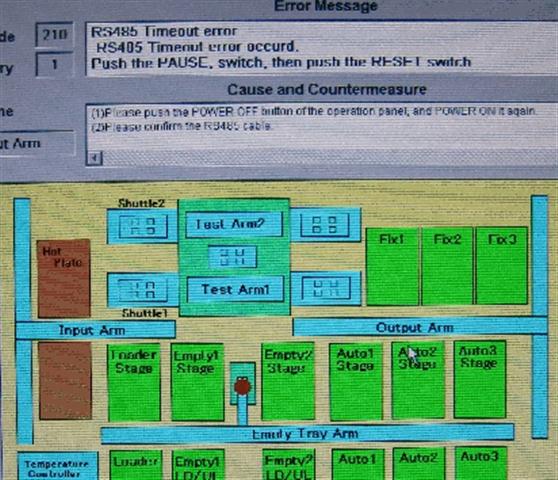 Error Message
de 210 RS485 Timeout error
RS485 Timeout error occurd.
ry 1 Push the PAUSE, switch, then push the RESET switch
Cause and Countermeasure
me (1)Please push the POWER OFF button of the operation panel, and POWER ON it again.
(2)Please confirm the RS485 cable.
ut Arm
Shuttle2
Test Arm2
Fix1 Fix2 Fix3
Hot
Plate
Test Arm1
Shuttle1
Input Arm Output Arm
Loader Empty1 Empty2 Auto1 Auto2 Auto3
Stage Stage Stage Stage Stage Stage
Empty Tray Arm
Temperature Loader Empty1 Empty2 Auto1 Auto2 Auto3
Controller LD/UL LD/UL